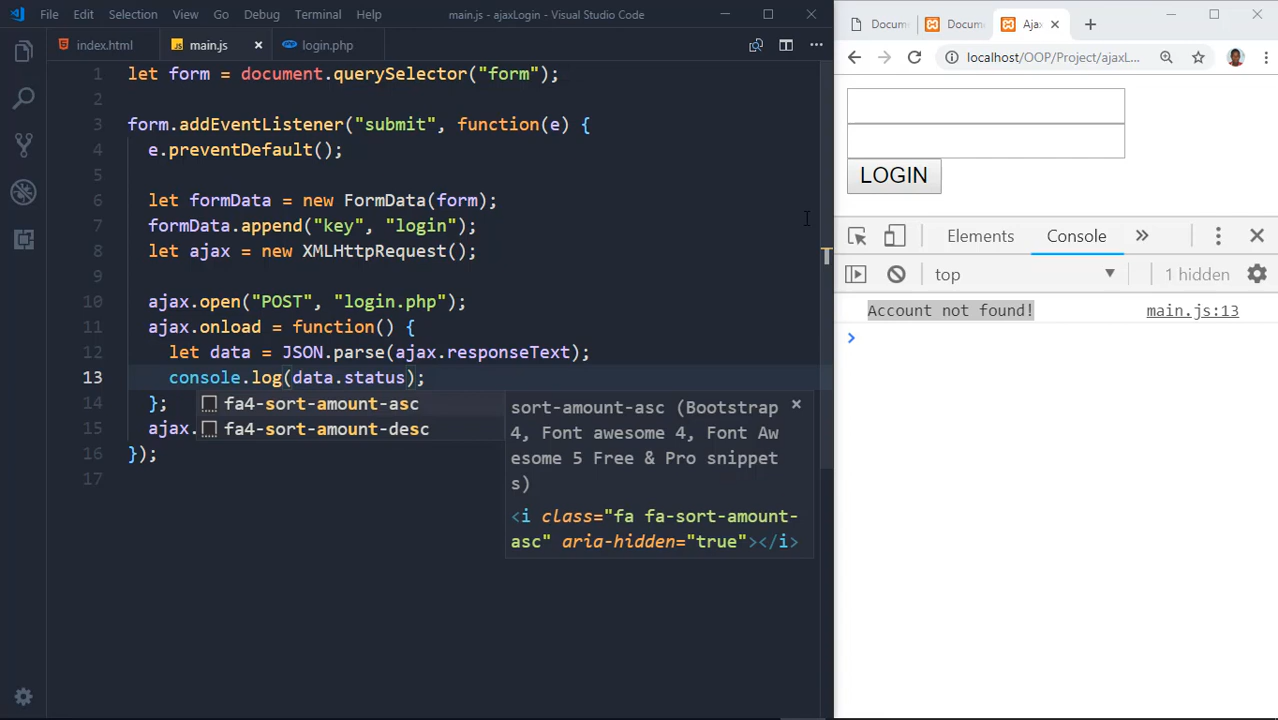 File Edit Selection View Go Debug Terminal Help main.js - ajaxLogin - Visual Studio Code
index.html main.js × login.php
1 let form = document.querySelector("form");
2
3 form.addEventListener("submit", function(e) {
4 e.preventDefault();
5
6 let formData = new FormData(form);
7 formData.append("key", "login");
8 let ajax = new XMLHttpRequest();
9
10 ajax.open("POST", "login.php");
11 ajax.onload = function() {
12 let data = JSON.parse(ajax.responseText);
13 console.log(data.status);
14 };
15 ajax.
16 });
17
fa4-sort-amount-asc
fa4-sort-amount-desc
sort-amount-asc (Bootstrap
4, Font awesome 4, Font Aw
esome 5 Free & Pro snippet
s)
<i class="fa fa-sort-amount-
asc" aria-hidden="true"></i>
Docum Docum Ajax
localhost/OOP/Project/ajaxL...
LOGIN
Elements Console
top 1 hidden
Account not found! main.js:13